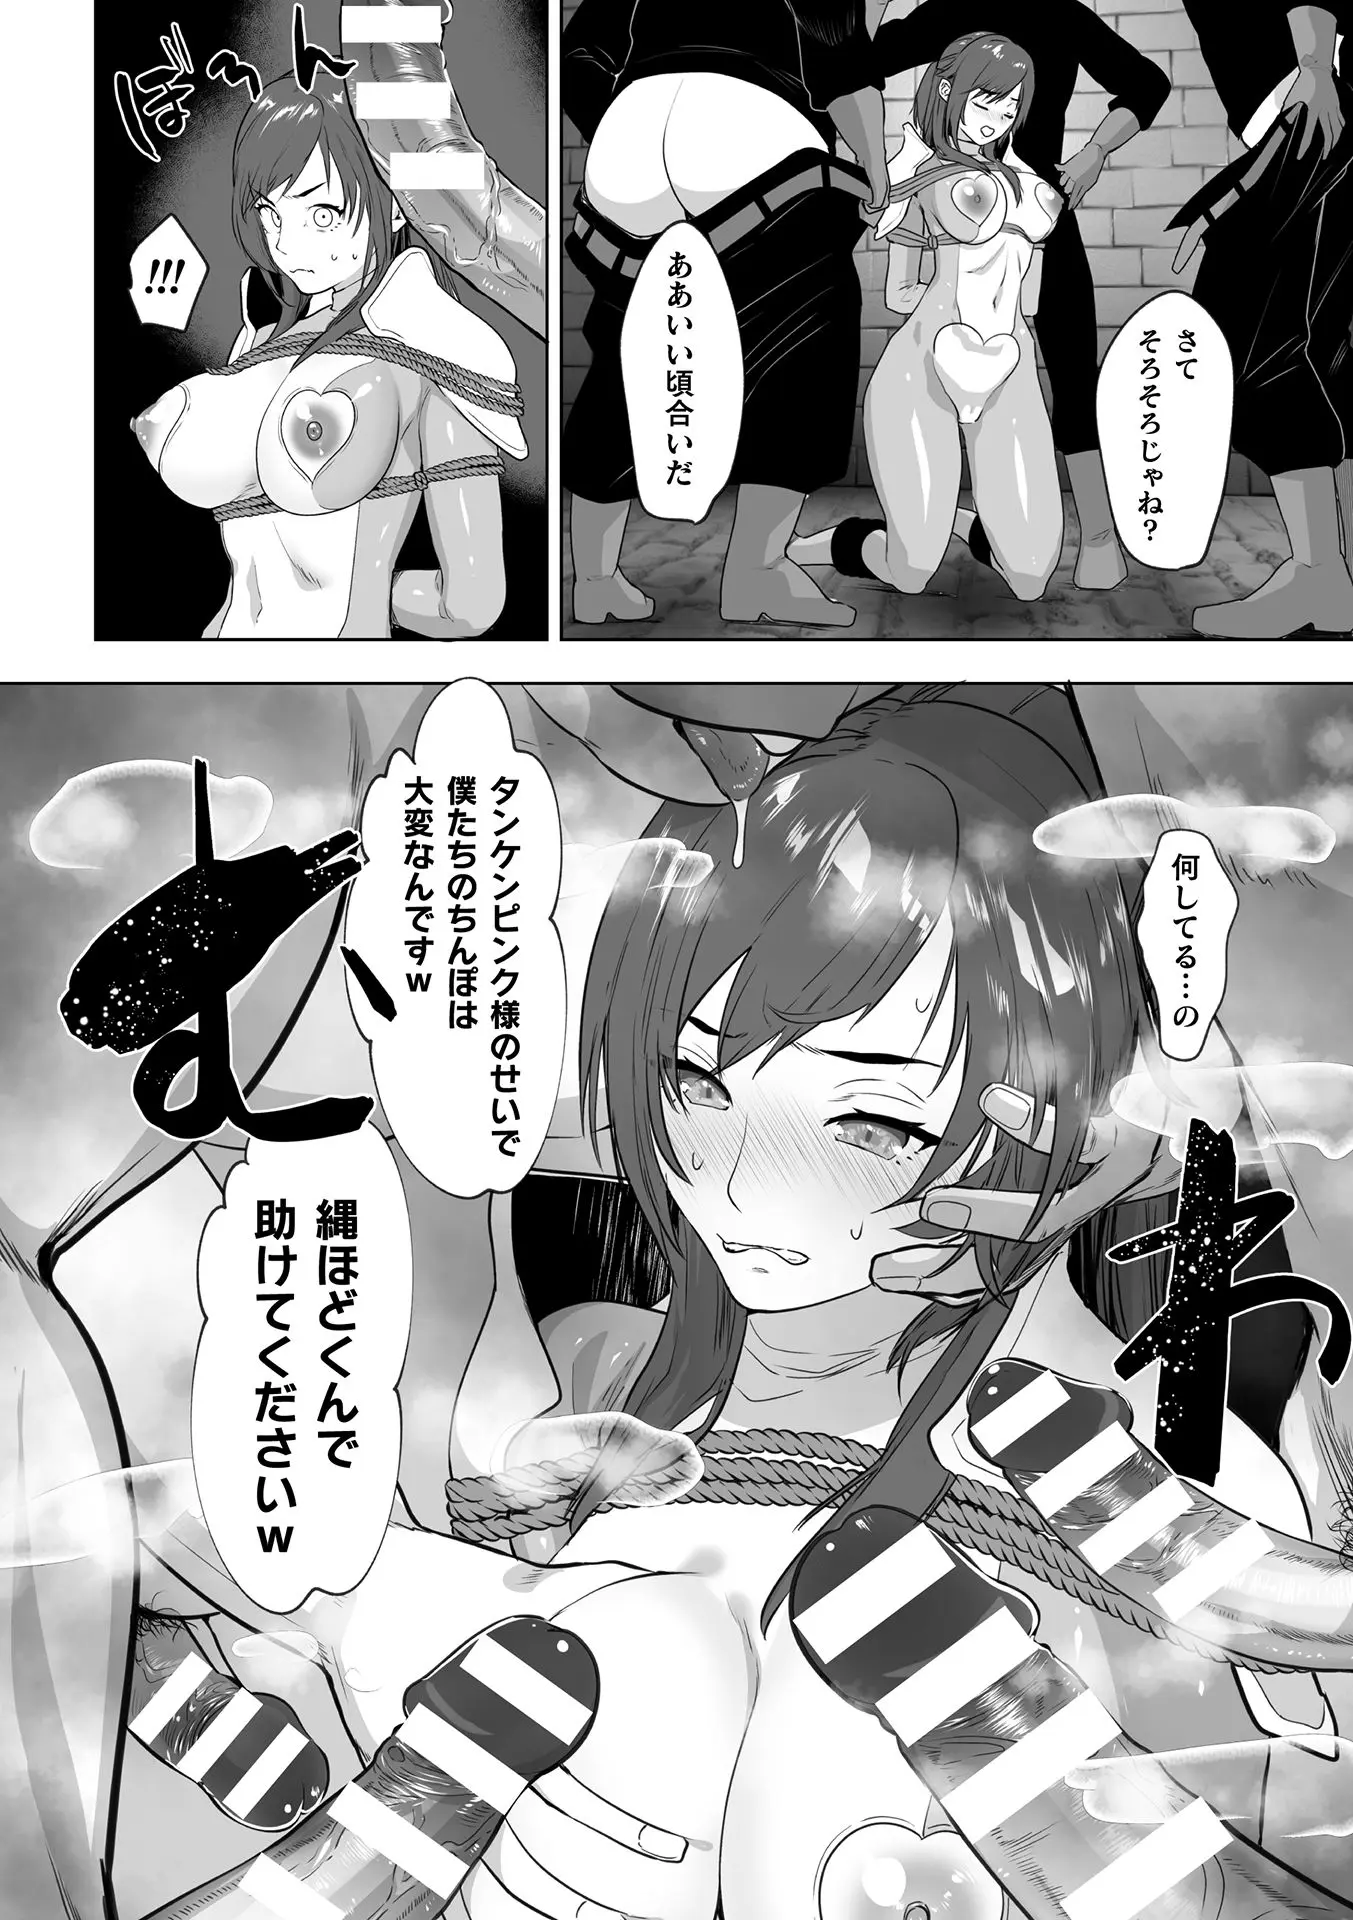 さて
そろそろじゃね?
ああいい頃合いだ
ぼろん
!!!
何してる…の
むわ
タンケンピンク様のせいで
僕たちのちんぽは
大変なんですw
縄ほどくんで
助けてくださいw